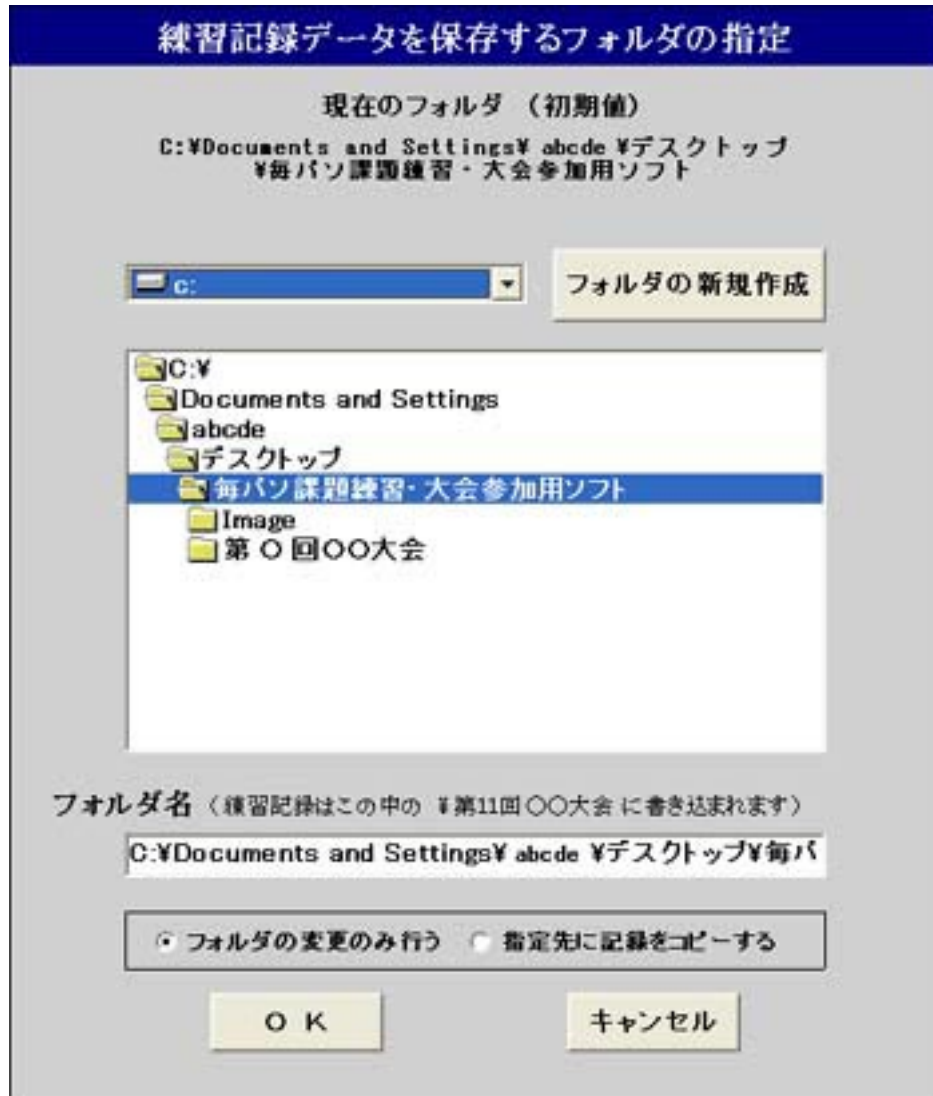 練習記録データを保存するフォルダの指定
現在のフォルダ （初期値）
C:¥Documents and Settings¥ abcde ¥デスクトップ
¥毎パソ課題練習・大会参加用ソフト
c:
フォルダの新規作成
C:¥
Documents and Settings
abcde
デスクトップ
毎パソ課題練習・大会参加用ソフト
Image
第 〇 回〇〇大会
フォルダ名 （練習記録はこの中の ¥第11回〇〇大会 に書き込まれます）
C:¥Documents and Settings¥ abcde ¥デスクトップ¥毎パ
フォルダの変更のみ行う 指定先に記録をコピーする
ＯＫ キャンセル